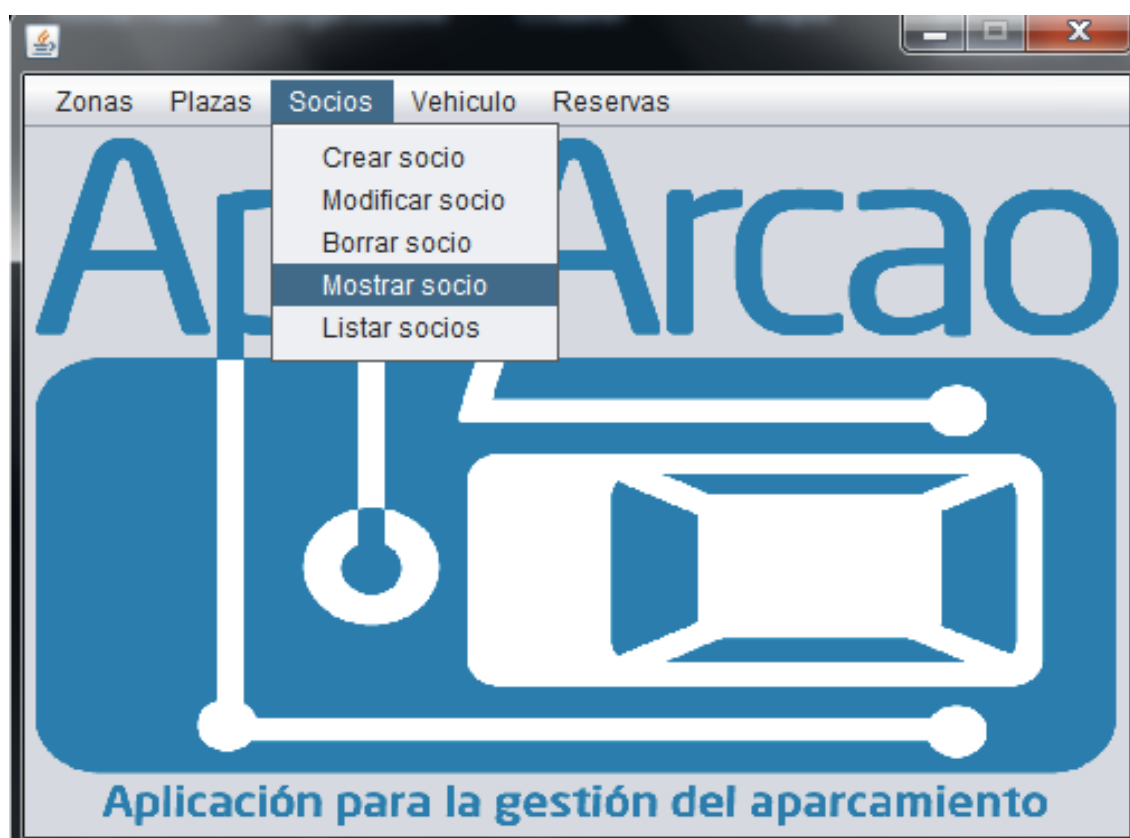 Zonas Plazas Socios Vehiculo Reservas
Crear socio
Modificar socio
Borrar socio
Mostrar socio
Listar socios
Arcao
Aplicación para la gestión del aparcamiento